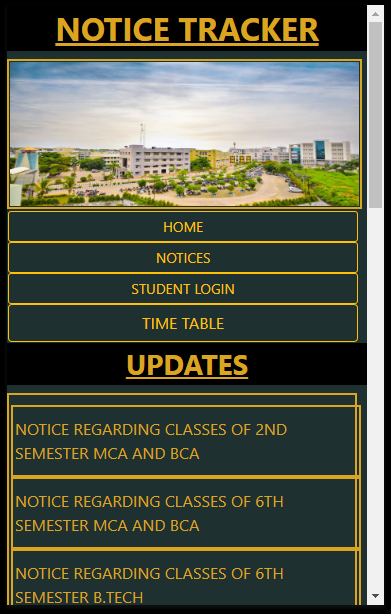 NOTICE TRACKER
HOME
NOTICES
STUDENT LOGIN
TIME TABLE
UPDATES
NOTICE REGARDING CLASSES OF 2ND
SEMESTER MCA AND BCA
NOTICE REGARDING CLASSES OF 6TH
SEMESTER MCA AND BCA
NOTICE REGARDING CLASSES OF 6TH
SEMESTER B.TECH